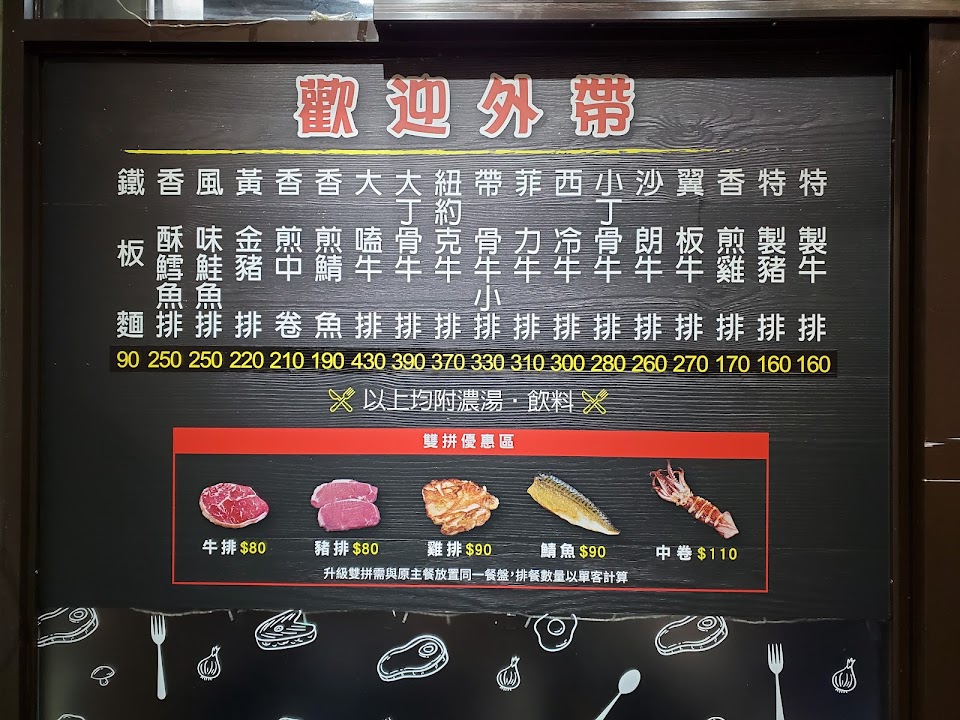 歡迎外帶
特製牛排 160
特製豬排 160
香煎雞排 170
翼板牛排 270
沙朗牛排 260
小丁骨牛排 280
西冷牛排 300
菲力牛排 310
帶骨牛小排 330
紐約克牛排 370
大丁骨牛排 390
大嗑牛排 430
香煎鯖魚 190
香煎中卷 210
黃金豬排 220
風味鮭魚排 250
香酥鱈魚排 250
鐵板麵 90
以上均附濃湯·飲料
雙拼優惠區
牛排$80 豬排$80 雞排$90 鯖魚$90 中卷$110
升級雙拼需與原主餐放置同一餐盤，排餐數量以單客計算